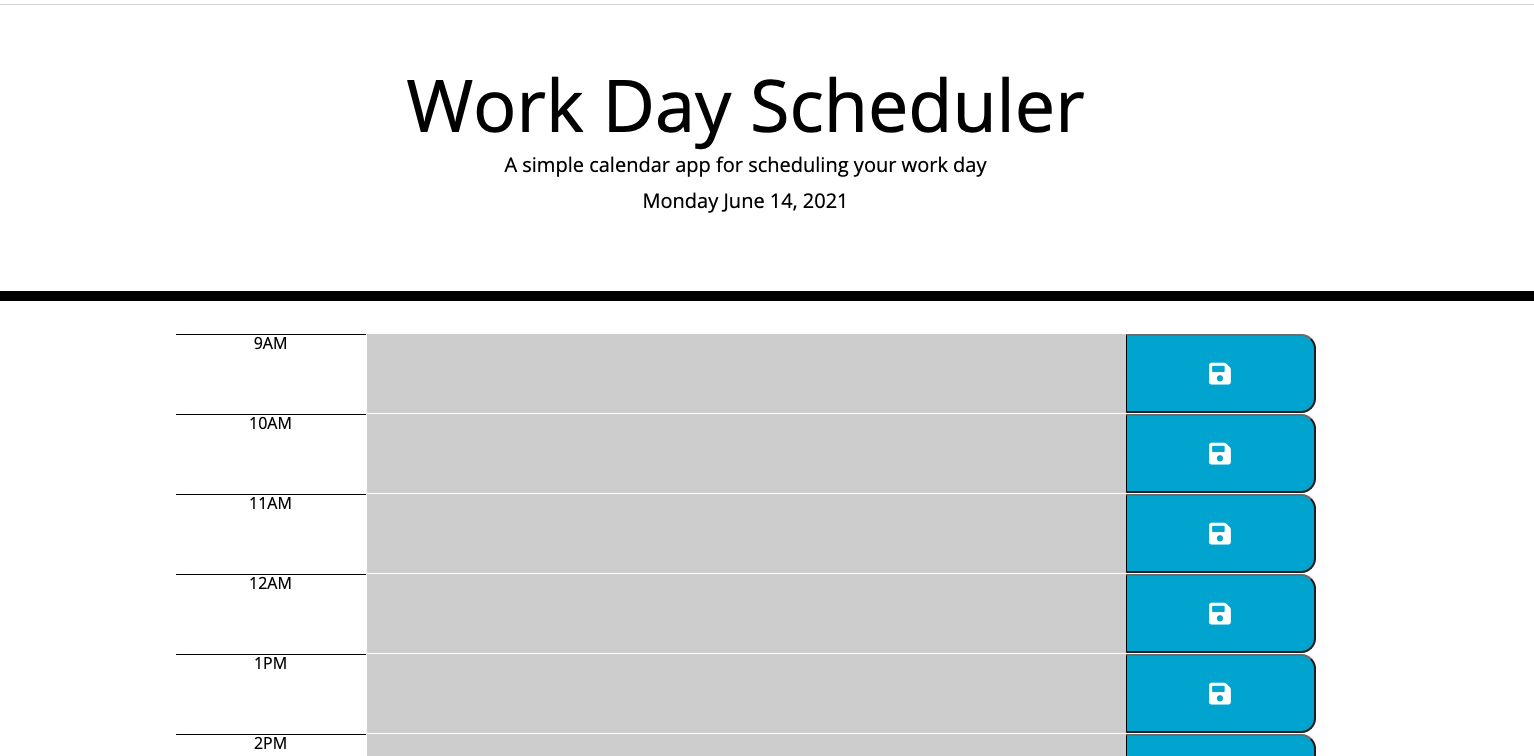 Work Day Scheduler
A simple calendar app for scheduling your work day
Monday June 14, 2021
9AM
10AM
11AM
12AM
1PM
2PM